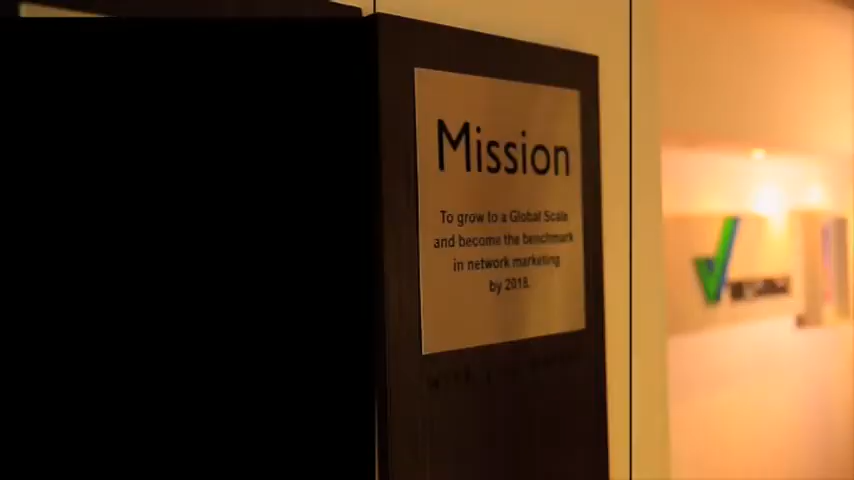 Mission
To grow to a Global Scale
and become the benchmark
in network marketing
by 2018.